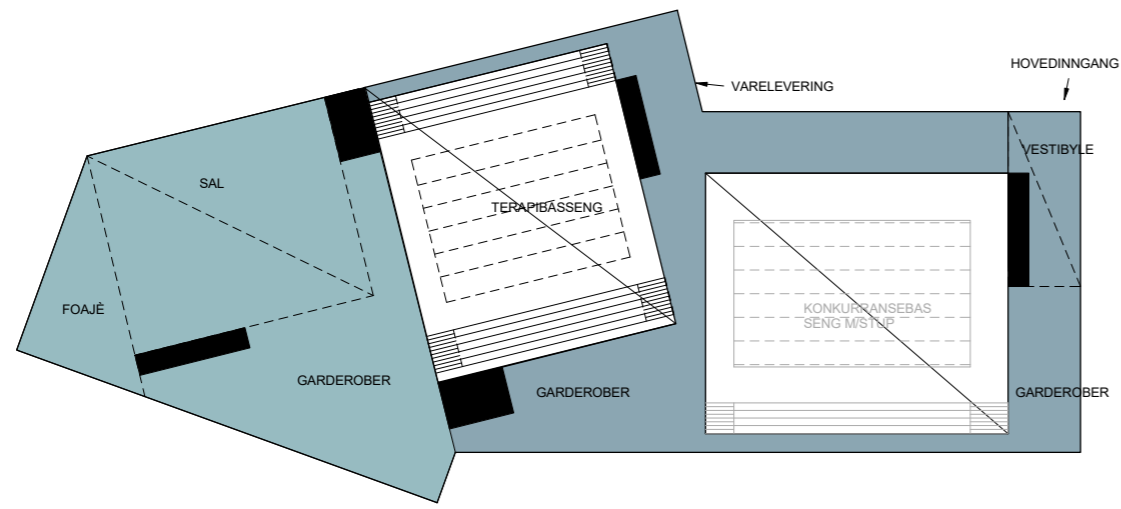 HOVEDINNGANG
VARELEVERING
VESTIBYLE
SAL
TERAPIBASSENG
FOAJÈ
KONKURRANSEBAS
SENG M/STUP
GARDEROBER
GARDEROBER
GARDEROBER